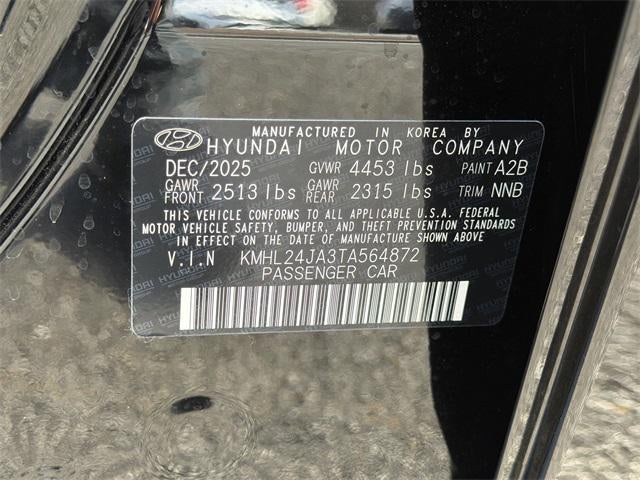 MANUFACTURED IN KOREA BY
HYUNDAI MOTOR COMPANY
DEC/2025 GVWR 4453 lbs PAINT A2B
GAWR FRONT 2513 lbs GAWR REAR 2315 lbs TRIM NNB
THIS VEHICLE CONFORMS TO ALL APPLICABLE U.S.A. FEDERAL
MOTOR VEHICLE SAFETY, BUMPER, AND THEFT PREVENTION STANDARDS
IN EFFECT ON THE DATE OF MANUFACTURE SHOWN ABOVE
V.I.N KMHL24JA3TA564872
PASSENGER CAR